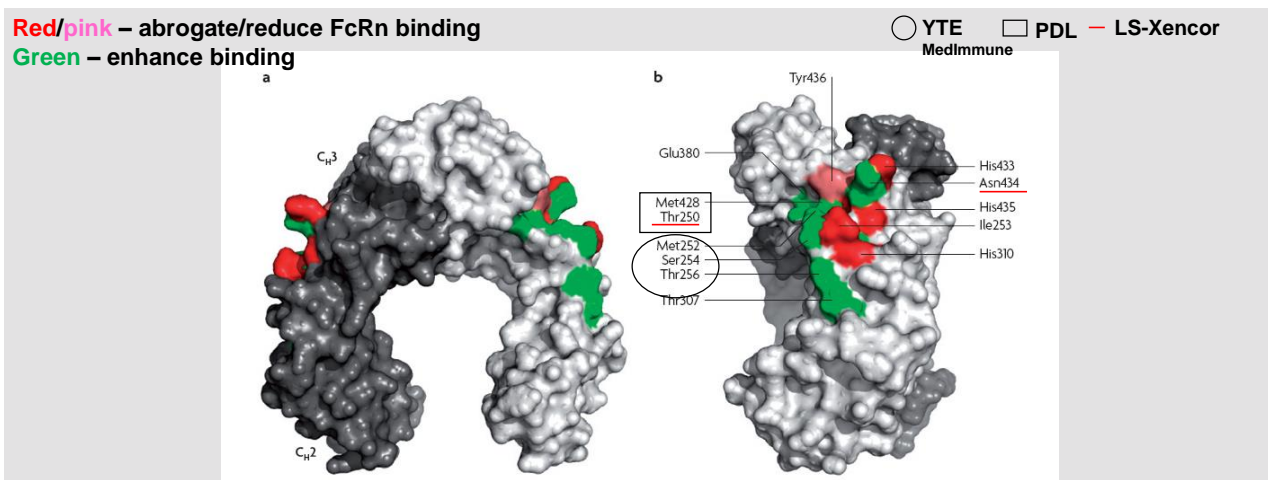 Red/pink – abrogate/reduce FcRn binding
Green – enhance binding
YTE
MedImmune
PDL
LS-Xencor
a
CH3
CH2
b
Tyr436
Glu380
Met428
Thr250
Met252
Ser254
Thr256
Thr307
His433
Asn434
His435
Ile253
His310